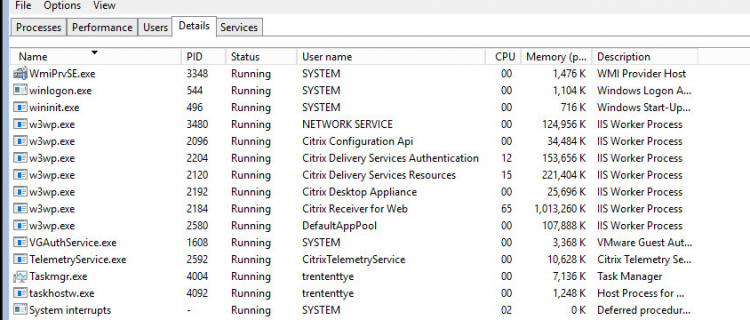 File Options View
Processes Performance Users Details Services
Name PID Status User name CPU Memory (p... Description
WmiPrvSE.exe 3348 Running SYSTEM 00 1,476 K WMI Provider Host
winlogon.exe 544 Running SYSTEM 00 1,104 K Windows Logon A...
wininit.exe 496 Running SYSTEM 00 716 K Windows Start-Up...
w3wp.exe 3480 Running NETWORK SERVICE 00 124,956 K IIS Worker Process
w3wp.exe 2096 Running Citrix Configuration Api 00 34,484 K IIS Worker Process
w3wp.exe 2204 Running Citrix Delivery Services Authentication 12 153,656 K IIS Worker Process
w3wp.exe 2120 Running Citrix Delivery Services Resources 15 221,404 K IIS Worker Process
w3wp.exe 2192 Running Citrix Desktop Appliance 00 25,696 K IIS Worker Process
w3wp.exe 2184 Running Citrix Receiver for Web 65 1,013,260 K IIS Worker Process
w3wp.exe 2580 Running DefaultAppPool 00 107,888 K IIS Worker Process
VGAuthService.exe 1608 Running SYSTEM 00 3,368 K VMware Guest Aut...
TelemetryService.exe 2592 Running CitrixTelemetryService 00 10,628 K Citrix Telemetry Se...
Taskmgr.exe 4004 Running trententtye 00 7,136 K Task Manager
taskhostw.exe 4092 Running trententtye 00 1,248 K Host Process for ...
System interrupts - Running SYSTEM 02 0 K Deferred procedur...